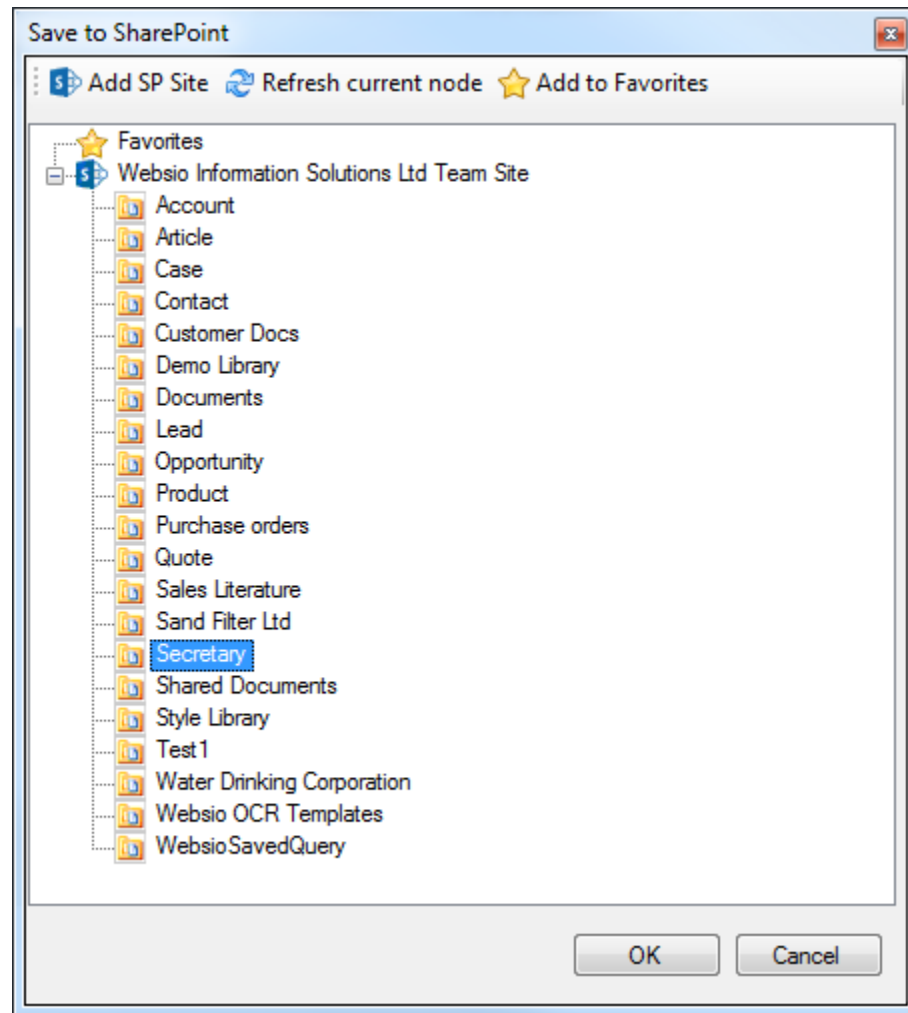 Save to SharePoint
Add SP Site Refresh current node Add to Favorites
Favorites
Websio Information Solutions Ltd Team Site
Account
Article
Case
Contact
Customer Docs
Demo Library
Documents
Lead
Opportunity
Product
Purchase orders
Quote
Sales Literature
Sand Filter Ltd
Secretary
Shared Documents
Style Library
Test1
Water Drinking Corporation
Websio OCR Templates
WebsioSavedQuery
OK Cancel